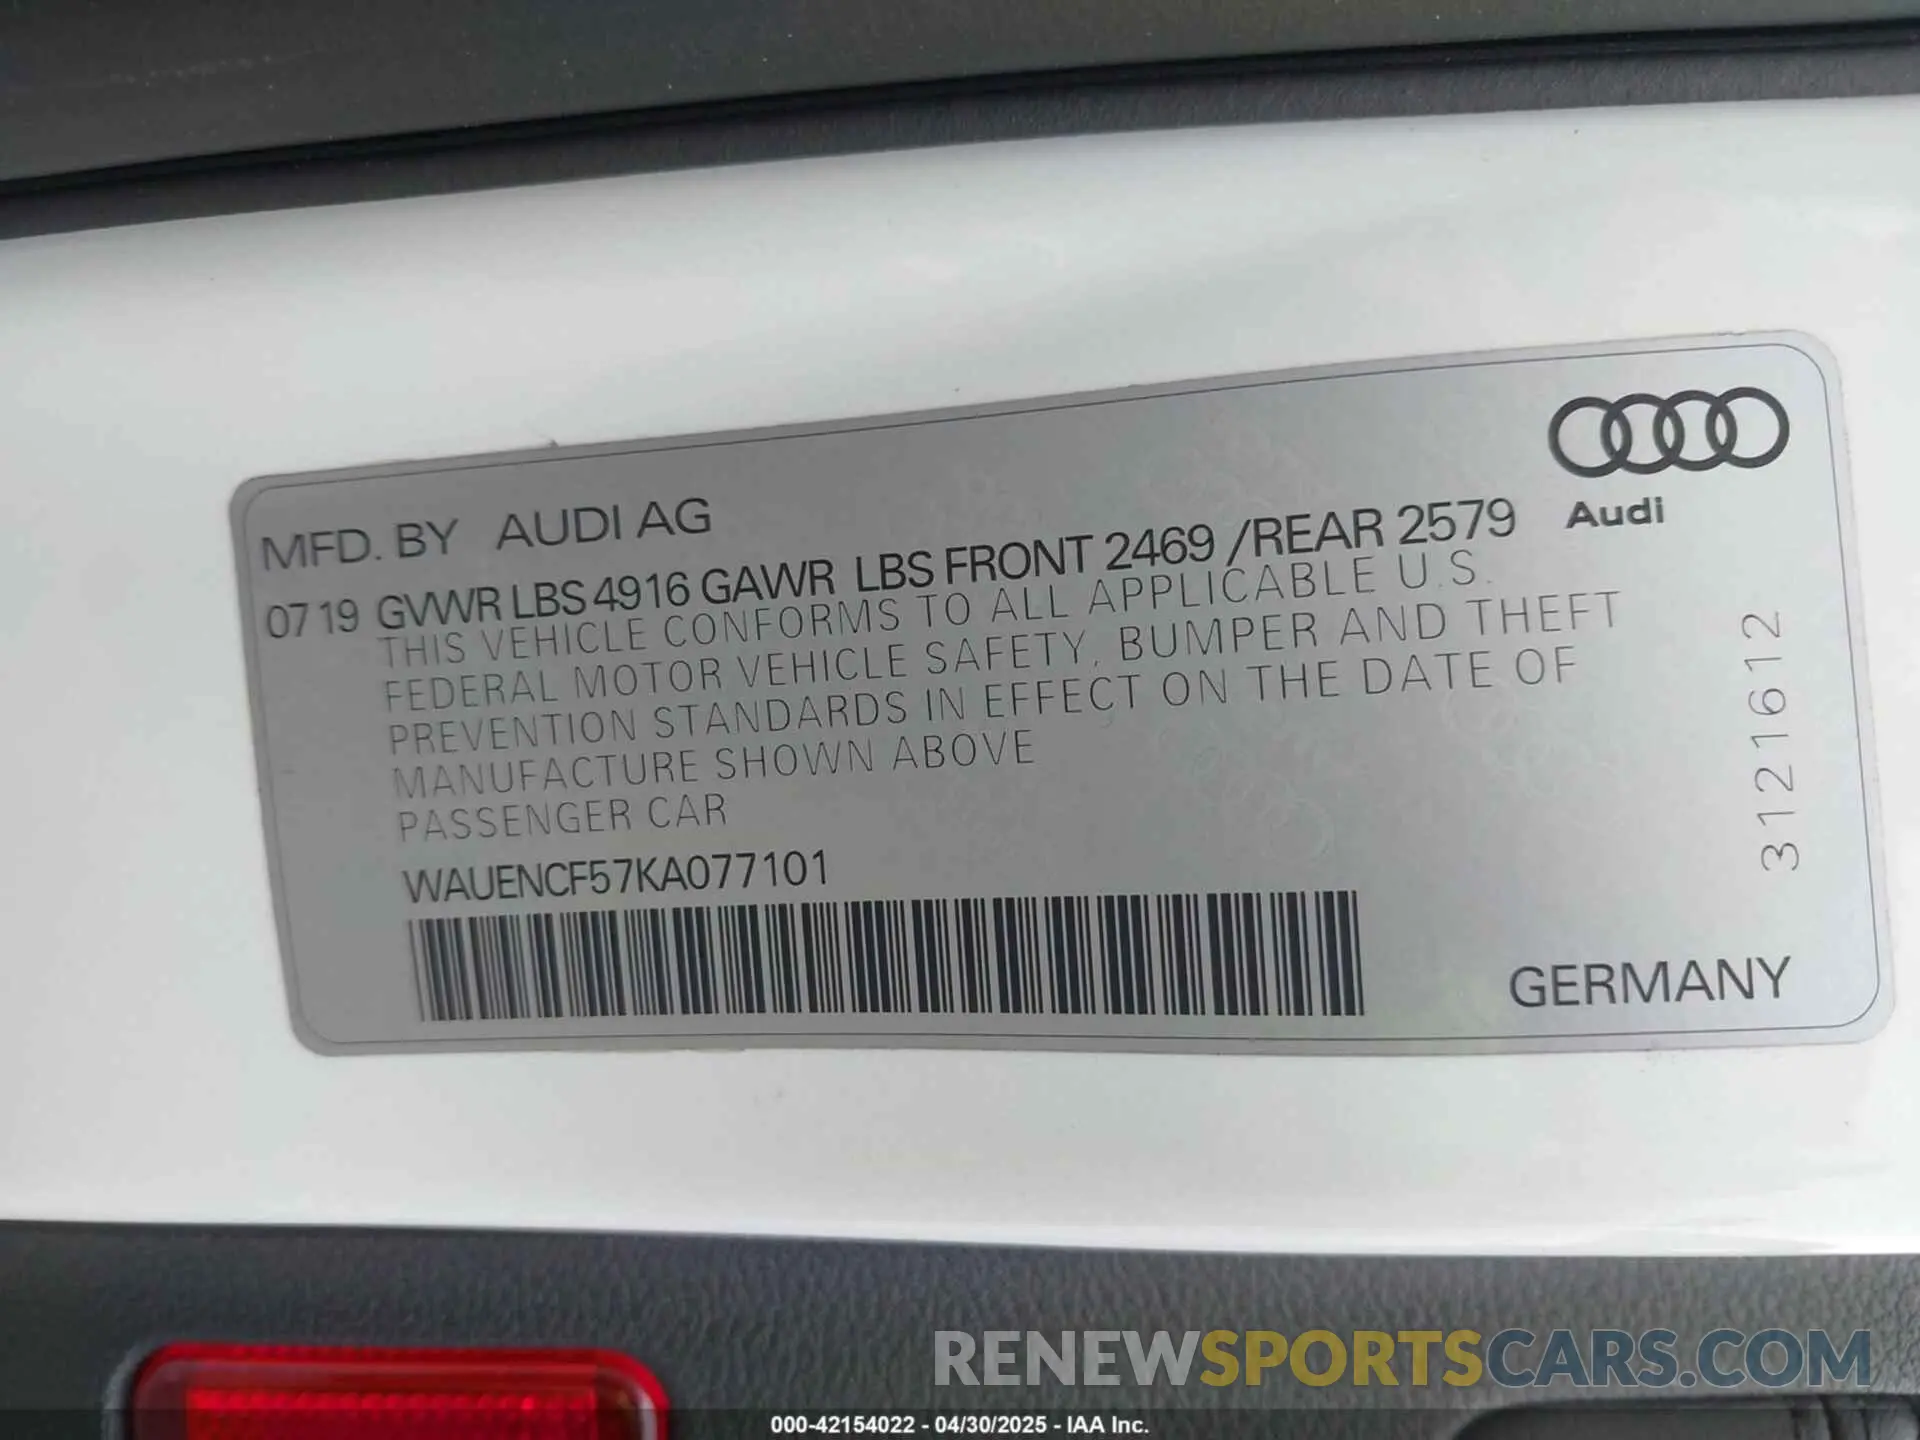 MFD. BY AUDI AG
Audi
07 19 GVWR LBS 4916 GAWR LBS FRONT 2469 /REAR 2579
THIS VEHICLE CONFORMS TO ALL APPLICABLE U.S.
FEDERAL MOTOR VEHICLE SAFETY, BUMPER AND THEFT
PREVENTION STANDARDS IN EFFECT ON THE DATE OF
MANUFACTURE SHOWN ABOVE
PASSENGER CAR
WAUENCF57KA077101
3121612
GERMANY
RENEWSPORTSCARS.COM
000-42154022 - 04/30/2025 - IAA Inc.